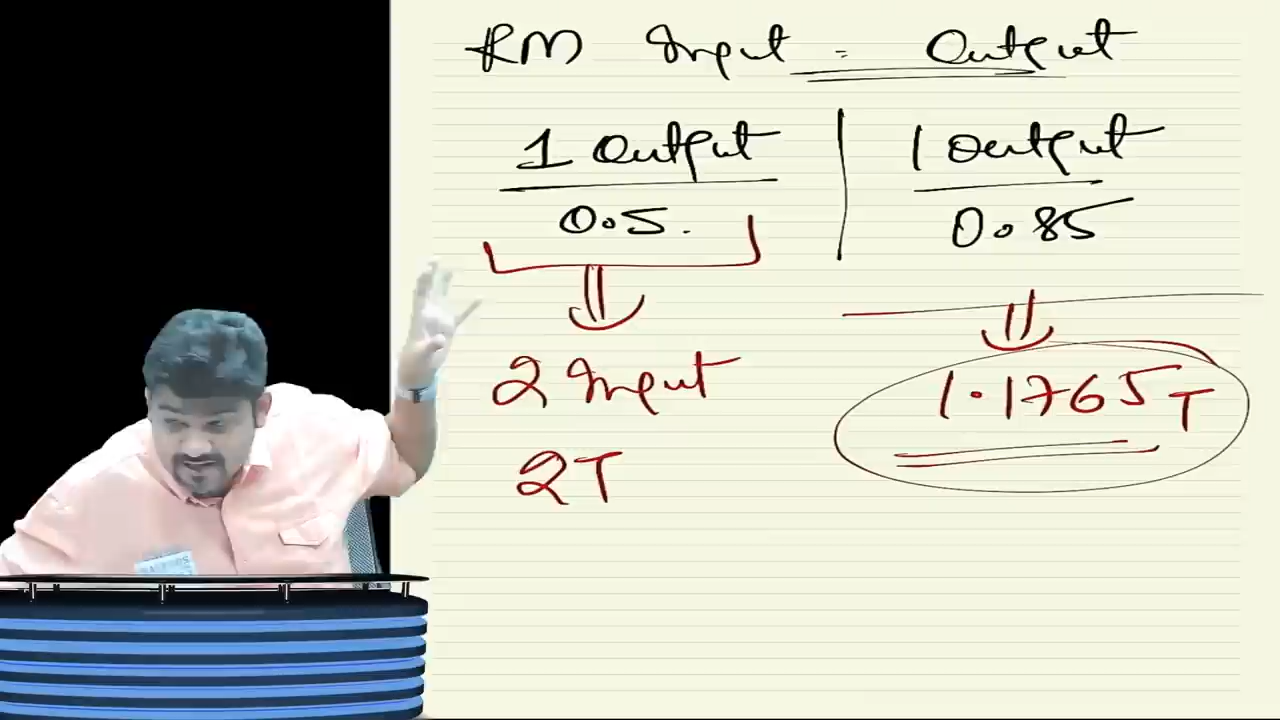 RM Input = Output
1 Output | 1 Output
0.5. | 0.85
2 Input 1.1765 T
2T